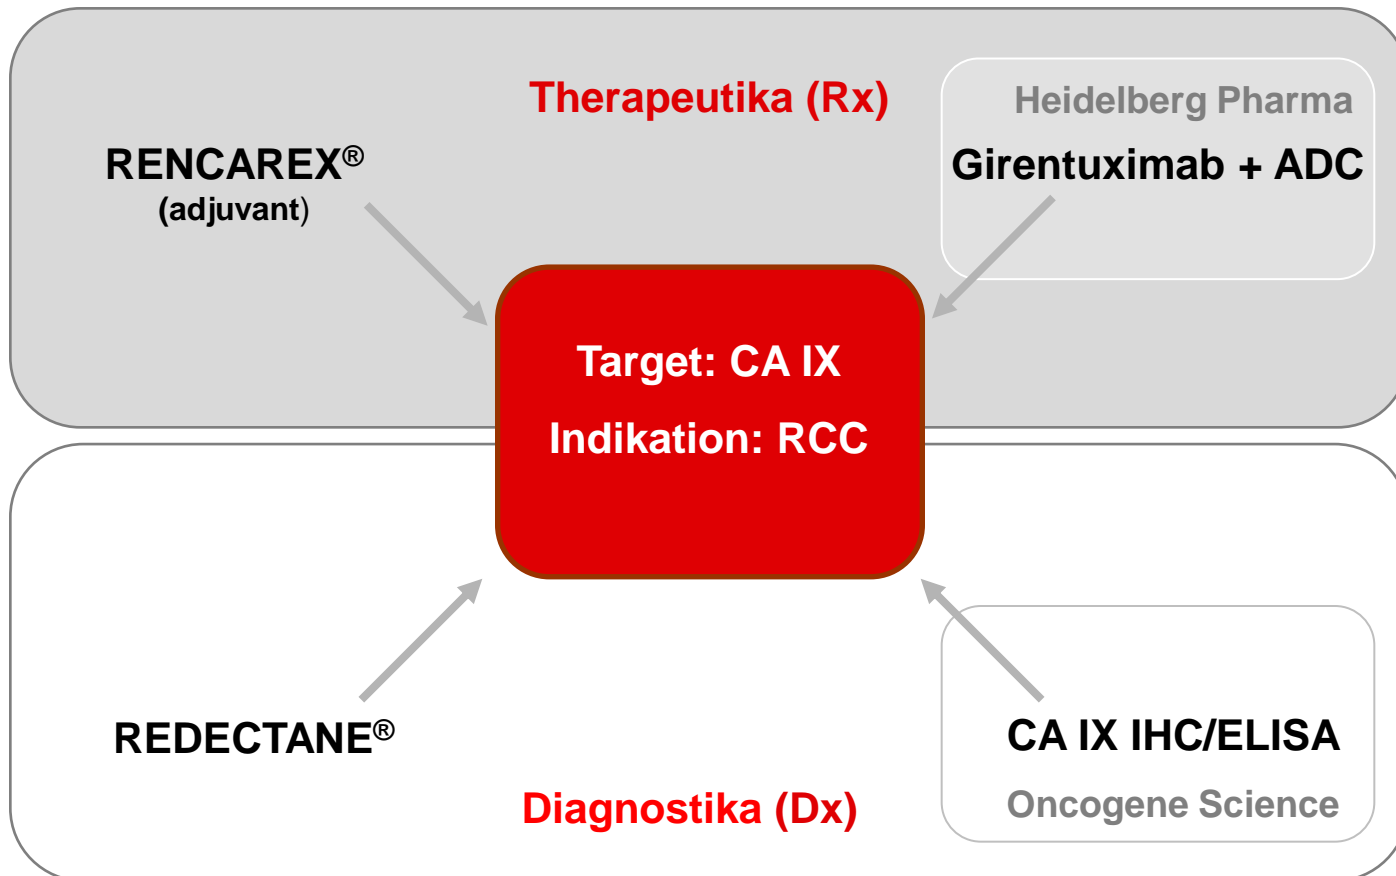 Therapeutika (Rx)
Heidelberg Pharma
RENCAREX®
(adjuvant)
Girentuximab + ADC
Target: CA IX
Indikation: RCC
REDECTANE®
CA IX IHC/ELISA
Diagnostika (Dx)
Oncogene Science